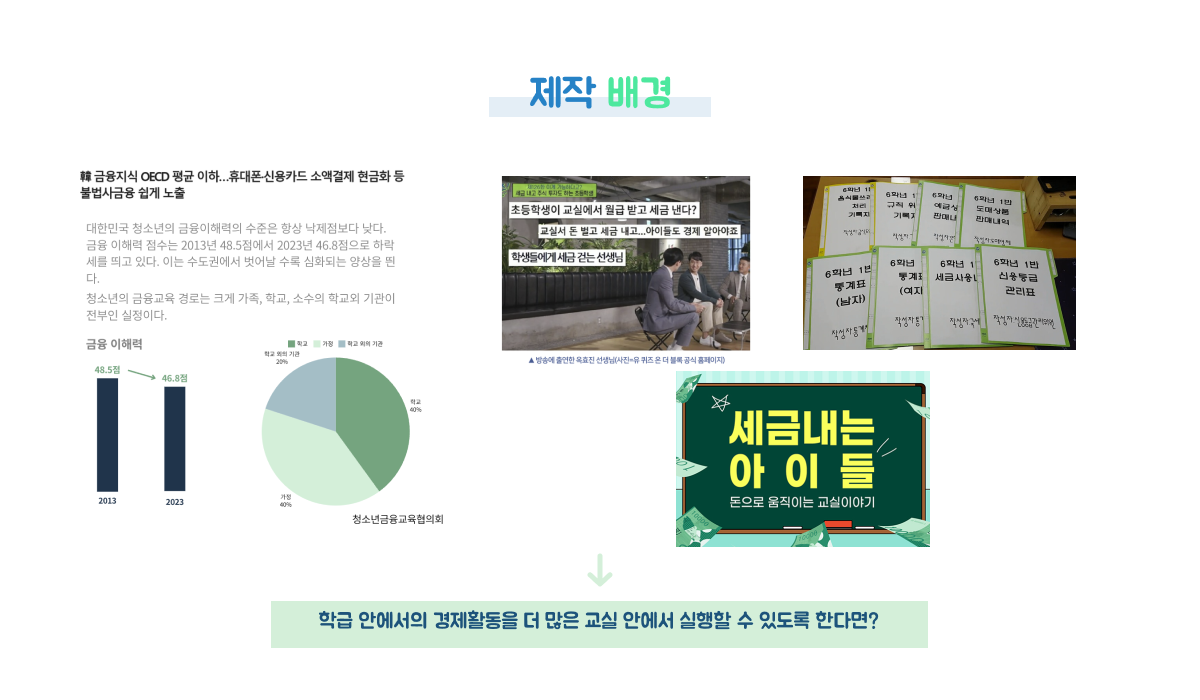 제작 배경
韓 금융지식 OECD 평균 이하…휴대폰·신용카드 소액결제 현금화 등
불법사금융 쉽게 노출
대한민국 청소년의 금융이해력의 수준은 항상 낙제점보다 낮다.
금융 이해력 점수는 2013년 48.5점에서 2023년 46.8점으로 하락
세를 띄고 있다. 이는 수도권에서 벗어날 수록 심화되는 양상을 띈
다.
청소년의 금융교육 경로는 크게 가족, 학교, 소수의 학교외 기관이
전부인 실정이다.
금융 이해력
48.5점
46.8점
2013
2023
학교
가정
학교 외의 기관
학교 외의 기관
20%
학교
40%
가정
40%
청소년금융교육협의회
세금 내고 주식 투자도 하는 초등학생
초등학생이 교실에서 월급 받고 세금 낸다?
교실서 돈 벌고 세금 내고...아이들도 경제 알아야죠
학생들에게 세금 걷는 선생님
▲ 방송에 출연한 옥효진 선생님(사진=유 퀴즈 온 더 블록 공식 홈페이지)
6학년 1
음식물쓰레
처리
기록지
6학년 1
규칙 위
기록지
6학년 1
예금상
판매내
6학년 1반
도매상품
판매내역
6학년 1반
통계표
(남자)
6학년 1
통계
(여자
6학년 1
세금사용
6학년 1반
신용등급
관리표
세금내는
아이들
돈으로 움직이는 교실이야기
학급 안에서의 경제활동을 더 많은 교실 안에서 실행할 수 있도록 한다면?